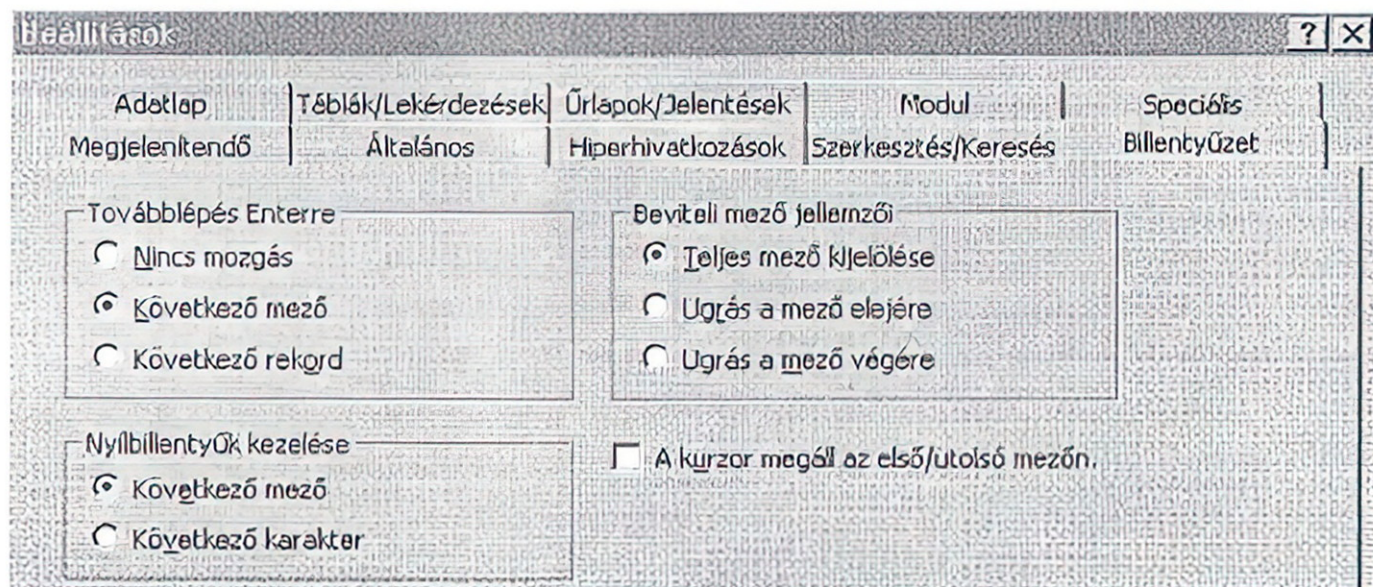 Beállítások
Adatlap Táblák/Lekérdezések Űrlapok/Jelentések Modul Speciális
Megjelenítendő Általános Hiperhivatkozások Szerkesztés/Keresés Billentyűzet
Továbblépés Enterre
Nincs mozgás
Következő mező
Következő rekord
Beviteli mező jellemzői
Teljes mező kijelölése
Ugrás a mező elejére
Ugrás a mező végére
Nyílbillentyűk kezelése
Következő mező
Következő karakter
A kurzor megáll az első/utolsó mezőn.